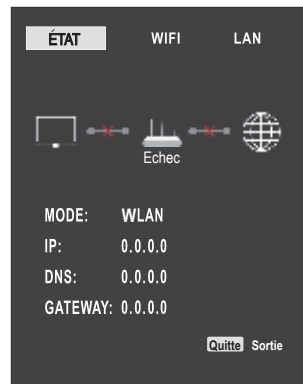 ÉTAT WIFI LAN
Echec
MODE: WLAN
IP: 0.0.0.0
DNS: 0.0.0.0
GATEWAY: 0.0.0.0
Quitte Sortie